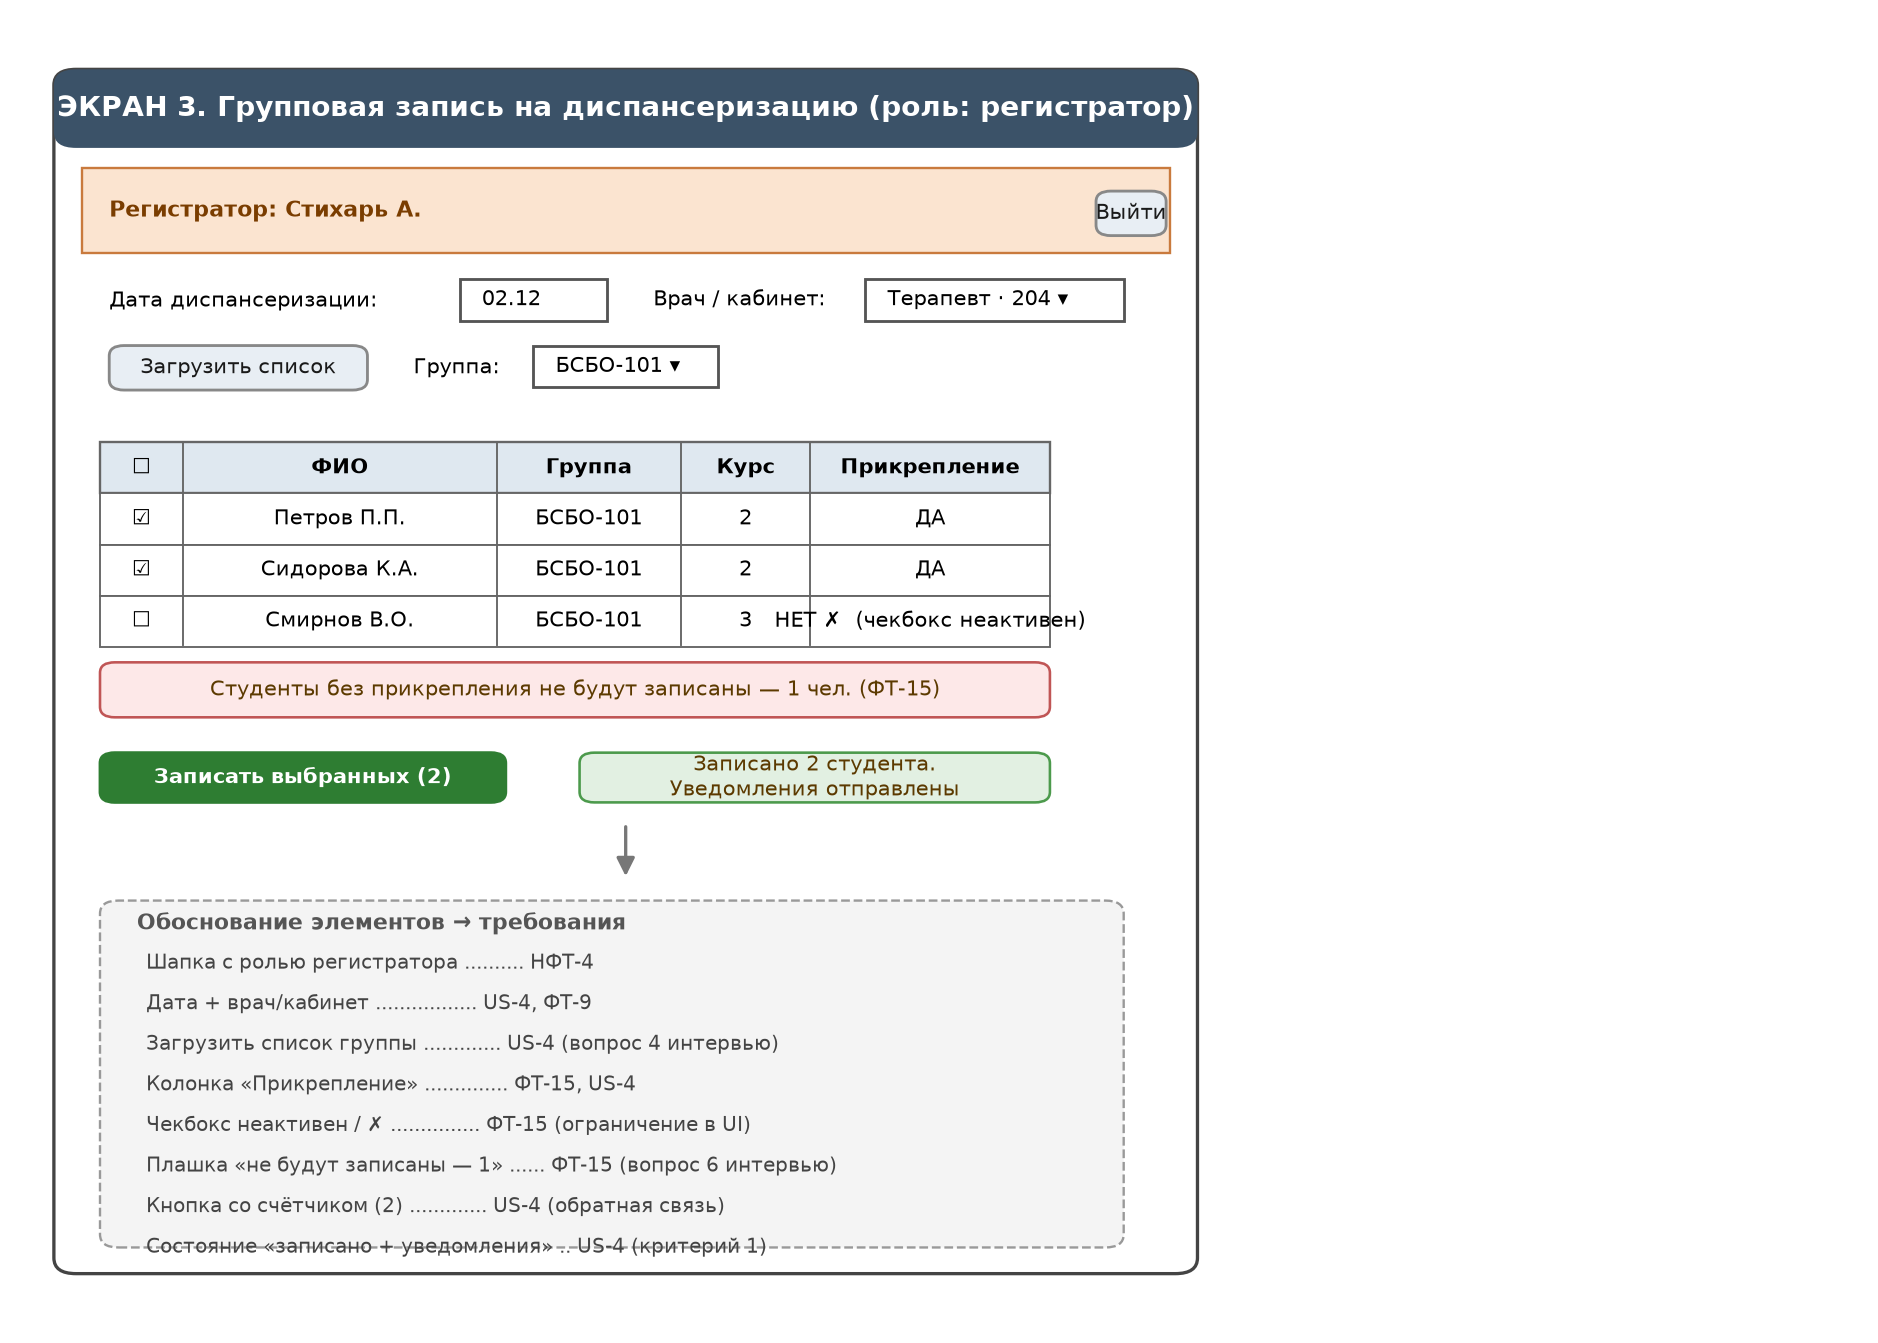 ЭКРАН 3. Групповая запись на диспансеризацию (роль: регистратор)
Регистратор: Стихарь А.
Выйти
Дата диспансеризации: 02.12 Врач / кабинет: Терапевт · 204 ▾
Загрузить список Группа: БСБО-101 ▾
☐ ФИО Группа Курс Прикрепление
☑ Петров П.П. БСБО-101 2 ДА
☑ Сидорова К.А. БСБО-101 2 ДА
☐ Смирнов В.О. БСБО-101 3 НЕТ ✗ (чекбокс неактивен)
Студенты без прикрепления не будут записаны — 1 чел. (ФТ-15)
Записать выбранных (2)
Записано 2 студента.
Уведомления отправлены
Обоснование элементов → требования
Шапка с ролью регистратора .......... НФТ-4
Дата + врач/кабинет ................. US-4, ФТ-9
Загрузить список группы ............. US-4 (вопрос 4 интервью)
Колонка «Прикрепление» .............. ФТ-15, US-4
Чекбокс неактивен / ✗ ............... ФТ-15 (ограничение в UI)
Плашка «не будут записаны — 1» ...... ФТ-15 (вопрос 6 интервью)
Кнопка со счётчиком (2) ............. US-4 (обратная связь)
Состояние «записано + уведомления» .. US-4 (критерий 1)